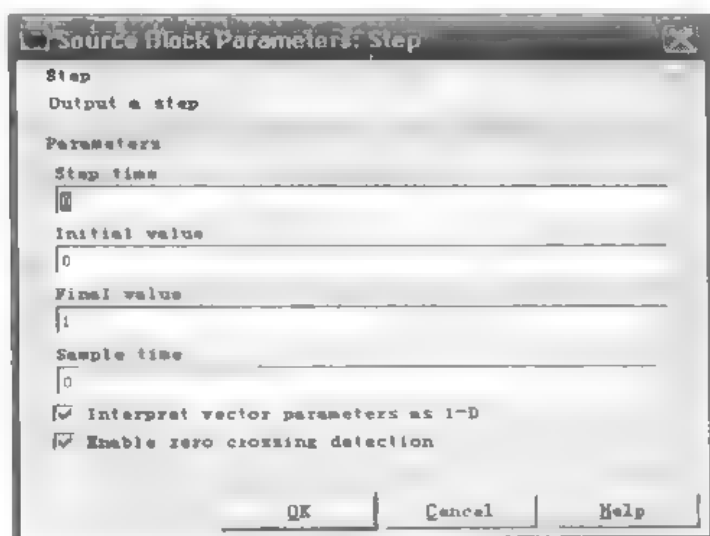 Source Block Parameters: Step
Step
Output a step
Parameters
Step time
Initial value
0
Final value
1
Sample time
0
Interpret vector parameters as 1-D
Enable zero crossing detection
OK
Cancel
Help